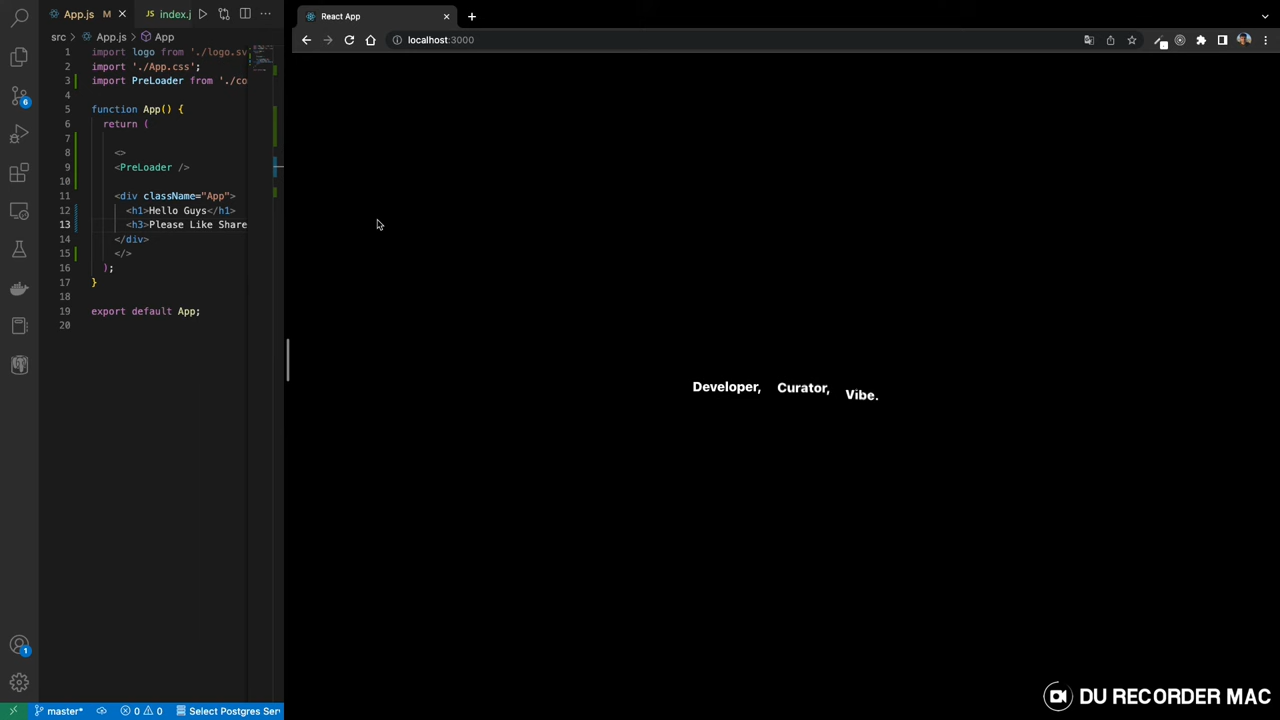 App.js M
index.j
React App
localhost:3000
src > App.js > App
1 import logo from './logo.sv
2 import './App.css';
3 import PreLoader from './co
4
5 function App() {
6 return (
7
8 <>
9 <PreLoader />
10
11 <div className="App">
12 <h1>Hello Guys</h1>
13 <h3>Please Like Share
14 </div>
15 </>
16 );
17 }
18
19 export default App;
20
Developer, Curator, Vibe.
6
1
master* 0 0 Select Postgres Ser
DU RECORDER MAC